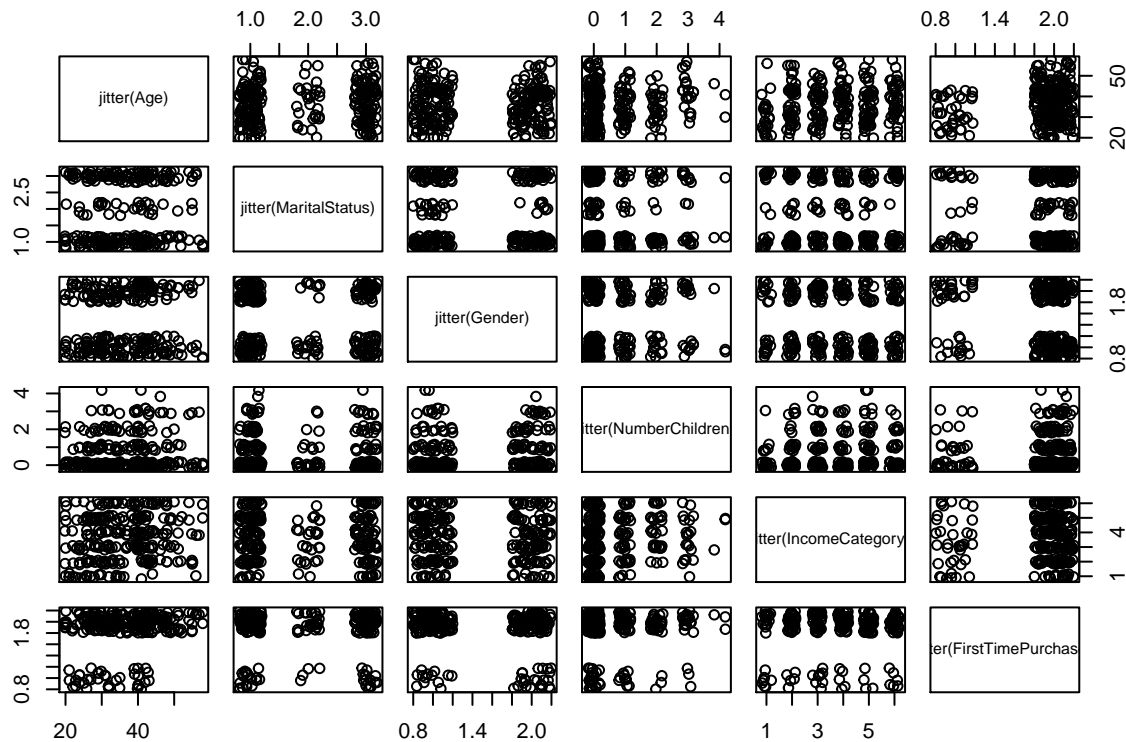 1.0 2.0 3.0 0 1 2 3 4 0.8 1.4 2.0
jitter(Age)
50
20
2.5
1.0
jitter(MaritalStatus)
jitter(Gender)
1.8
0.8
4
2
0
itter(NumberChildren
tter(IncomeCategory
4
1
1.8
0.8
ter(FirstTimePurchas
20 40 0.8 1.4 2.0 1 3 5